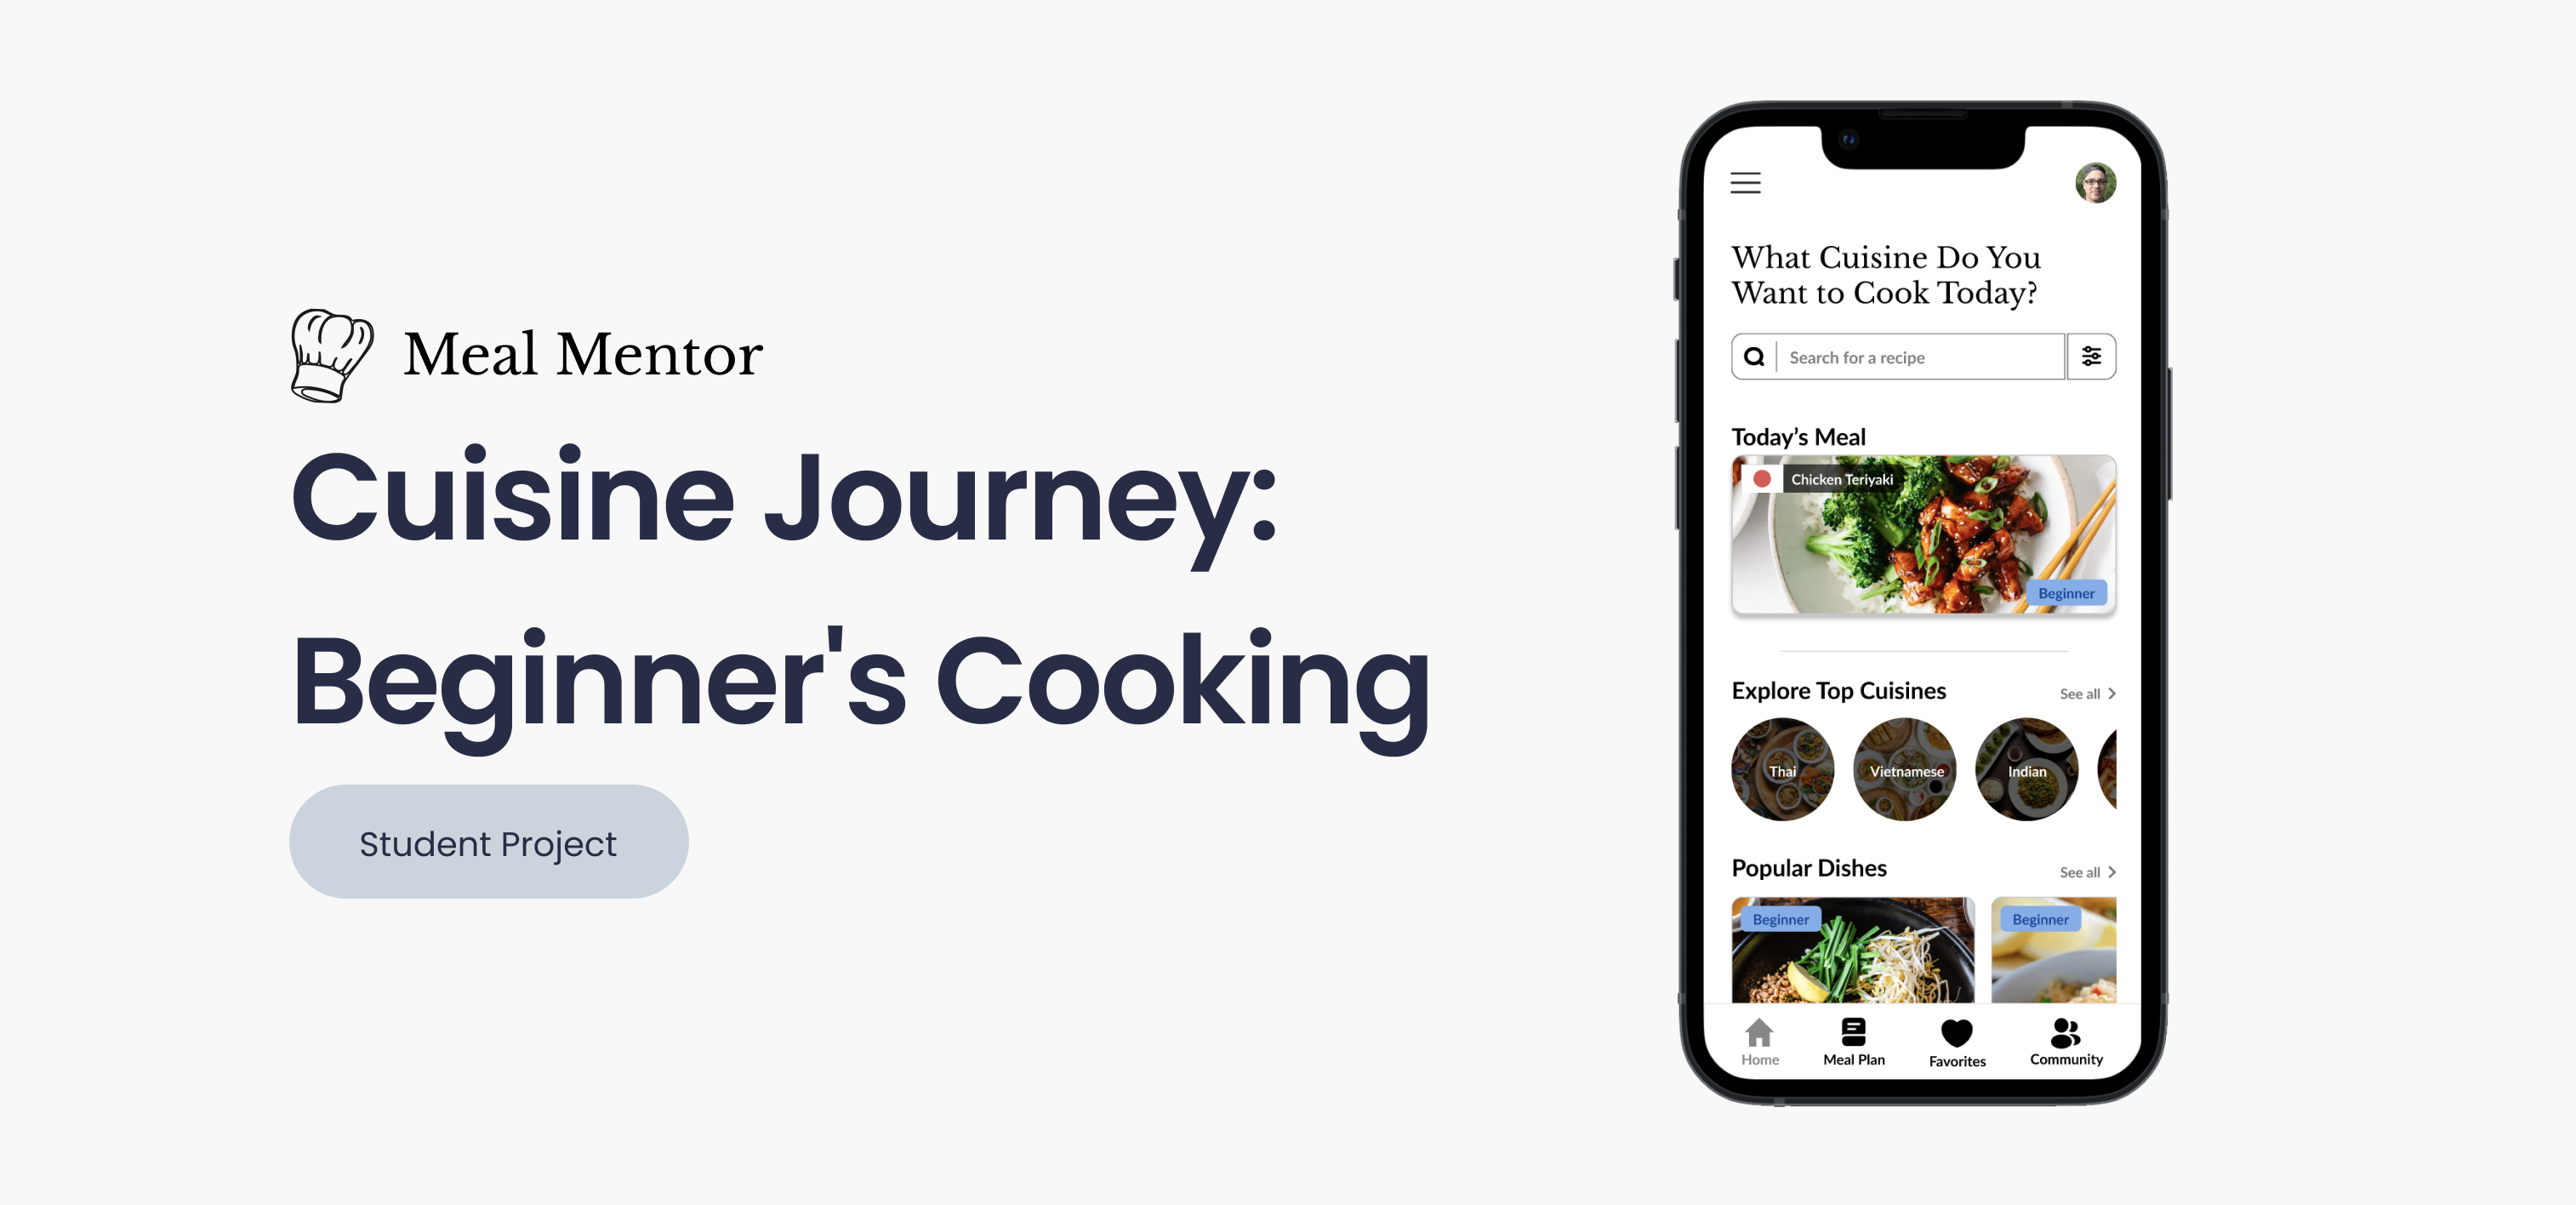 Meal Mentor
Cuisine Journey:
Beginner's Cooking
Student Project
What Cuisine Do You
Want to Cook Today?
Search for a recipe
Today’s Meal
Chicken Teriyaki
Beginner
Explore Top Cuisines
See all
Thai
Vietnamese
Indian
Popular Dishes
See all
Beginner
Beginner
Home
Meal Plan
Favorites
Community